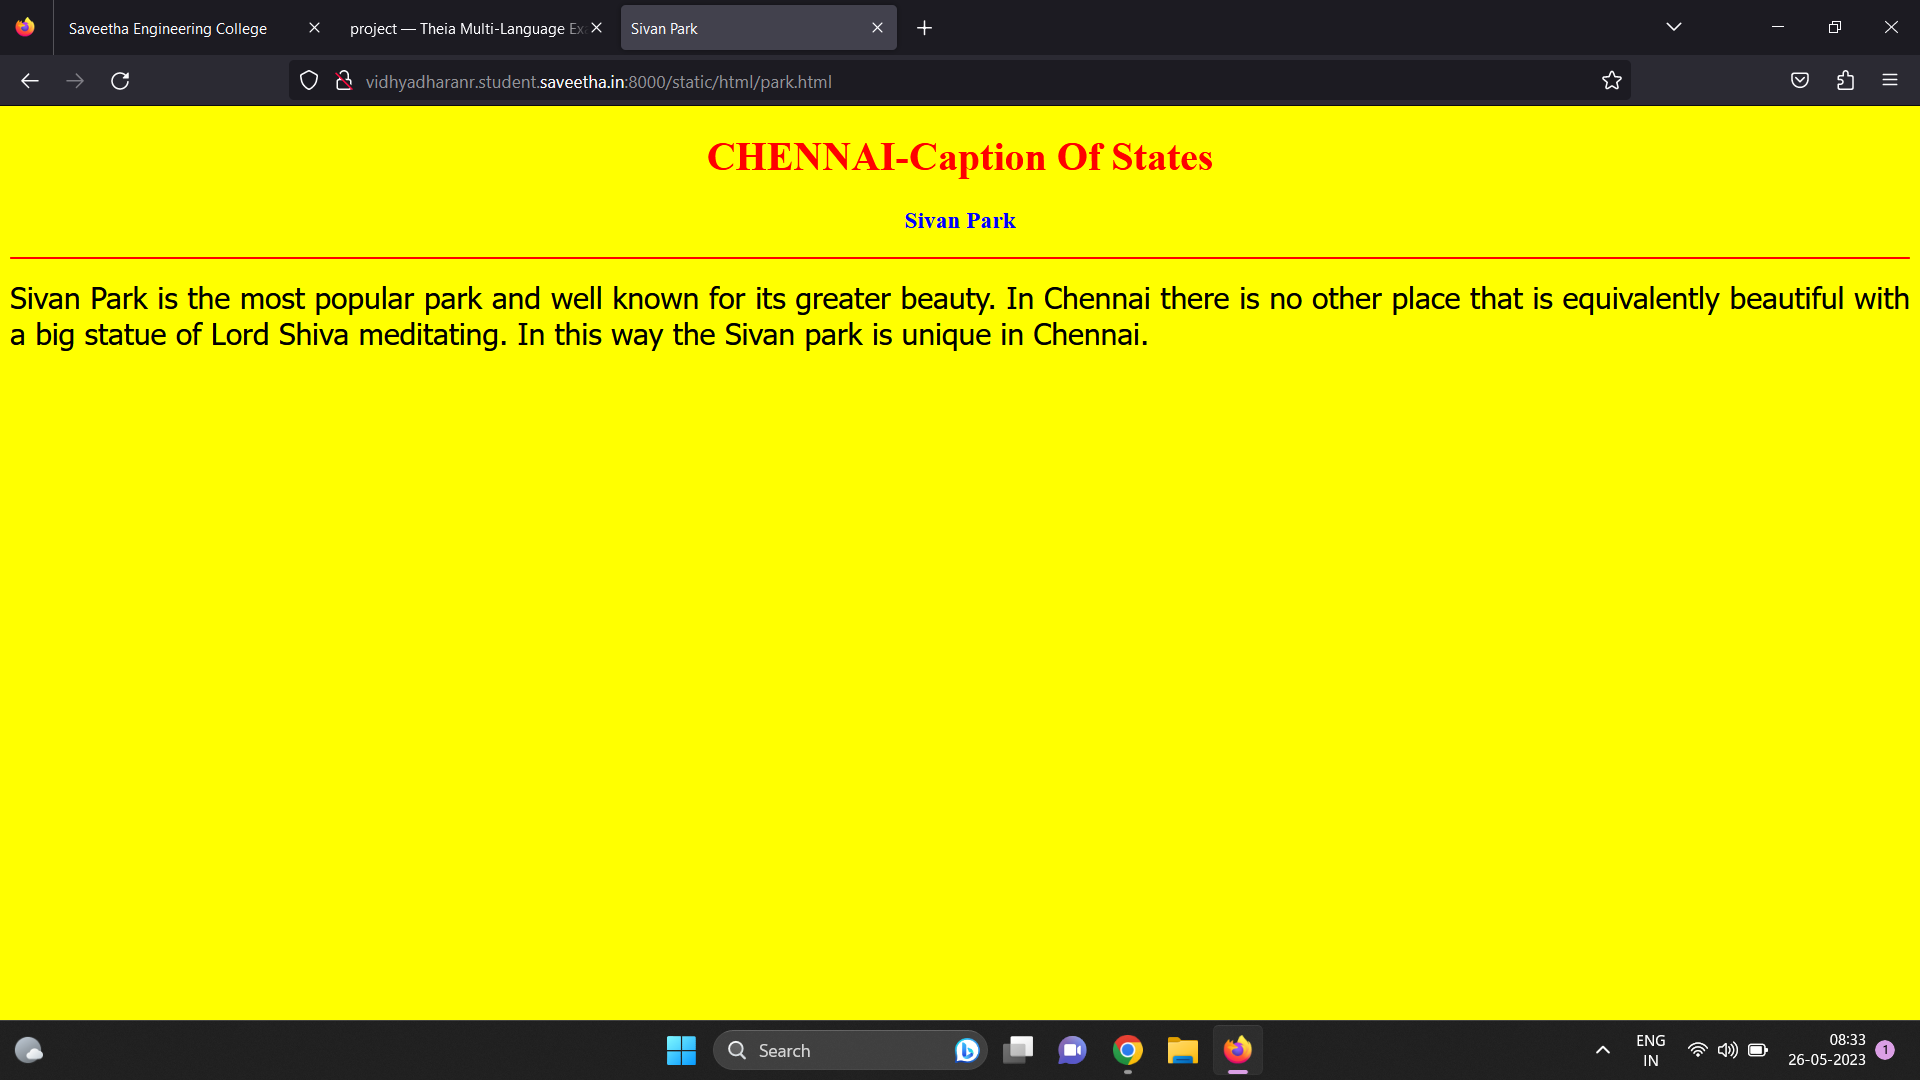 Saveetha Engineering College
project — Theia Multi-Language Ex
Sivan Park
vidhyadharanr.student.saveetha.in:8000/static/html/park.html
CHENNAI-Caption Of States
Sivan Park
Sivan Park is the most popular park and well known for its greater beauty. In Chennai there is no other place that is equivalently beautiful with
a big statue of Lord Shiva meditating. In this way the Sivan park is unique in Chennai.
Search
ENG
IN
08:33
26-05-2023
1